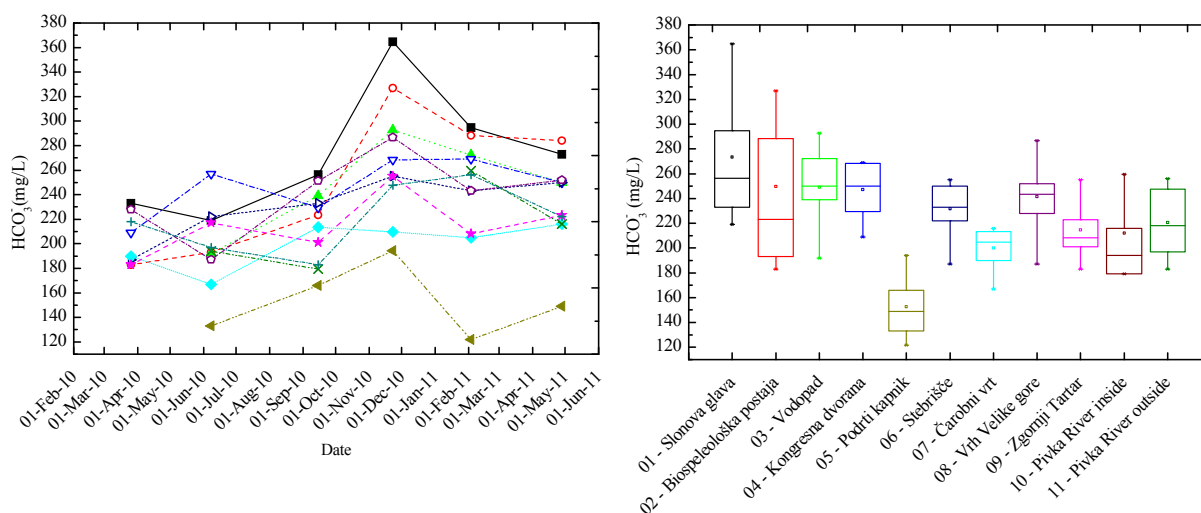 HCO₃⁻(mg/L)
380
360
340
320
300
280
260
240
220
200
180
160
140
120
01-Feb-10
01-Mar-10
01-Apr-10
01-May-10
01-Jun-10
01-Jul-10
01-Aug-10
01-Sep-10
01-Oct-10
01-Nov-10
01-Dec-10
01-Jan-11
01-Feb-11
01-Mar-11
01-Apr-11
01-May-11
01-Jun-11
Date
HCO₃⁻(mg/L)
380
360
340
320
300
280
260
240
220
200
180
160
140
120
01 - Slonova glava
02 - Biospeleološka postaja
03 - Vodopad
04 - Kongresna dvorana
05 - Podrti kapnik
06 - Stebrišče
07 - Čarobni vrt
08 - Vrh Velike gore
09 - Zgornji Tartar
10 - Pivka River inside
11 - Pivka River outside